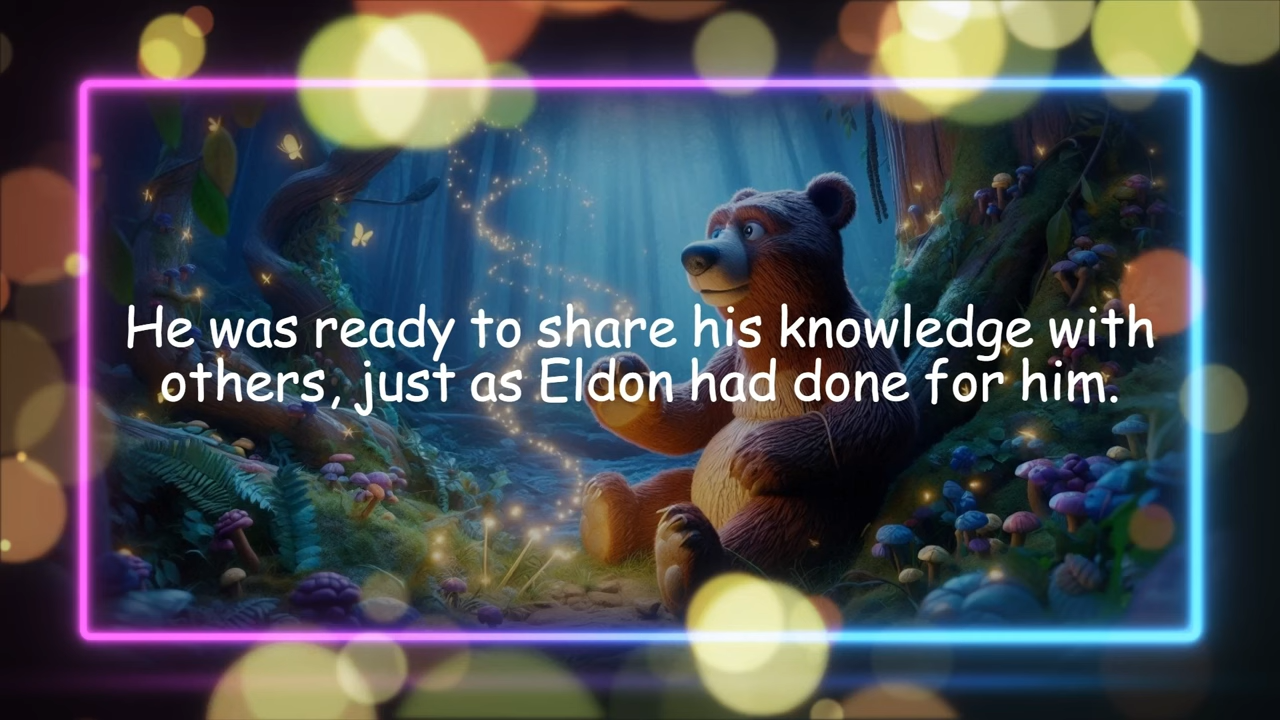 He was ready to share his knowledge with
others, just as Eldon had done for him.